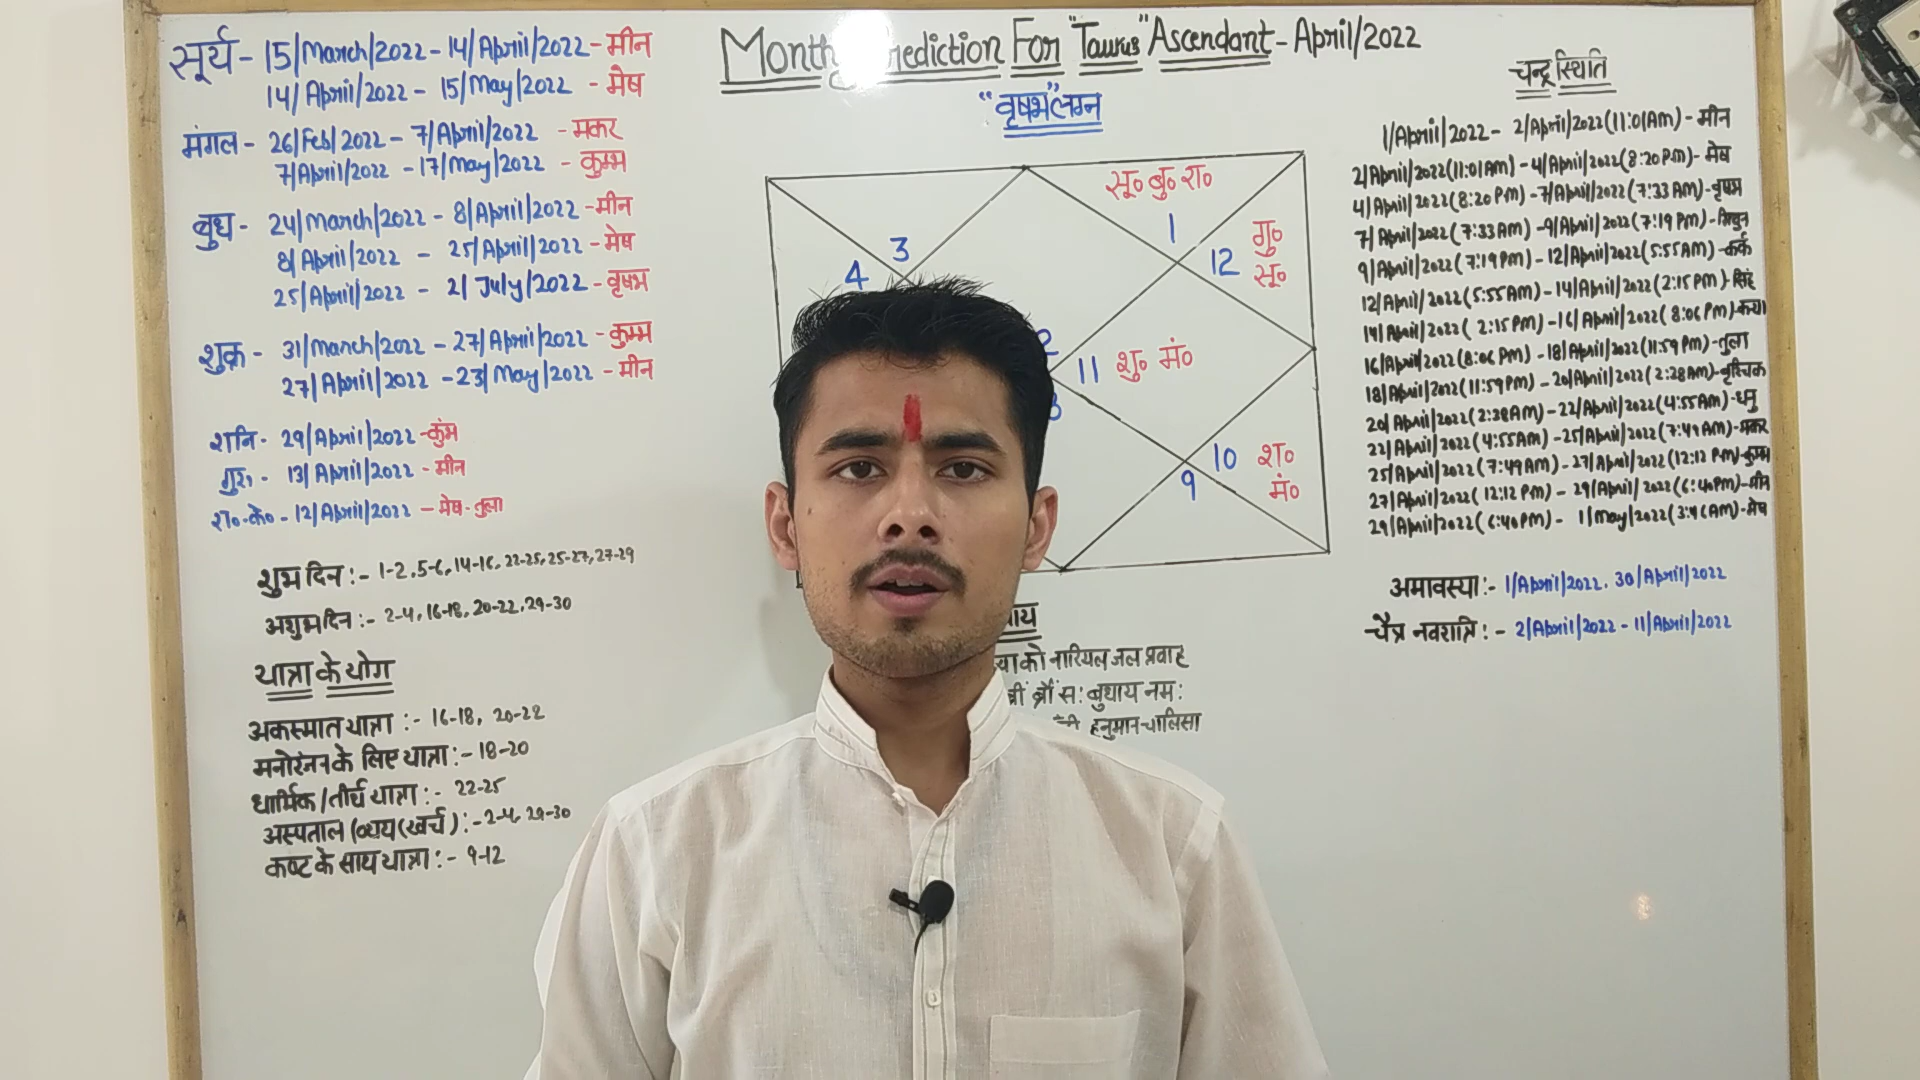 सूर्य - 15/March/2022 - 14/April/2022 - मीन
14/April/2022 - 15/May/2022 - मेष
मंगल - 26/Feb/2022 - 7/April/2022 - मकर
7/April/2022 - 17/May/2022 - कुम्भ
बुध - 24/March/2022 - 8/April/2022 - मीन
8/April/2022 - 25/April/2022 - मेष
25/April/2022 - 2/July/2022 - वृषभ
शुक्र - 31/March/2022 - 27/April/2022 - कुम्भ
27/April/2022 - 23/May/2022 - मीन
शनि - 29/April/2022 - कुंभ
गुरु - 13/April/2022 - मीन
रा०-के० - 12/April/2022 - मेष-तुला
शुभ दिन :- 1-2, 5-6, 14-16, 22-25, 25-27, 27-29
अशुभ दिन :- 2-4, 16-18, 20-22, 29-30
यात्रा के योग
अकस्मात यात्रा :- 16-18, 20-22
मनोरंजन के लिए यात्रा :- 18-20
धार्मिक/तीर्थ यात्रा :- 22-25
अस्पताल/व्यय(खर्च) :- 2-4, 29-30
कष्ट के साथ यात्रा :- 9-12
For "Taurus" Ascendant - April/2022
"वृषभ" लग्न
सू० बु० रा०
1
3
4
12 गु०
सू०
11 शु० मं०
10 श०
मं०
9
को नारियल जल प्रवाह
ब्रीं ब्रौं स: बुधाय नम:
हनुमान चालिसा
चन्द्र स्थिति
1/April/2022 - 2/April/2022(11:01AM) - मीन
2/April/2022(11:01AM) - 4/April/2022(8:20PM) - मेष
4/April/2022(8:20PM) - 7/April/2022(7:33AM) - वृषभ
7/April/2022(7:33AM) - 9/April/2022(7:19PM) - मिथुन
9/April/2022(7:19PM) - 12/April/2022(5:55AM) - कर्क
12/April/2022(5:55AM) - 14/April/2022(2:15PM) - सिंह
14/April/2022(2:15PM) - 16/April/2022(8:06PM) - कन्या
16/April/2022(8:06PM) - 18/April/2022(11:59PM) - तुला
18/April/2022(11:59PM) - 20/April/2022(2:28AM) - वृश्चिक
20/April/2022(2:38AM) - 22/April/2022(4:55AM) - धनु
22/April/2022(4:55AM) - 25/April/2022(7:49AM) - मकर
25/April/2022(7:49AM) - 27/April/2022(12:12PM) - कुम्भ
27/April/2022(12:12PM) - 29/April/2022(6:40PM) - मीन
29/April/2022(6:40PM) - 1/May/2022(3:46AM) - मेष
अमावस्या :- 1/April/2022, 30/April/2022
चैत्र नवरात्रि :- 2/April/2022 - 11/April/2022